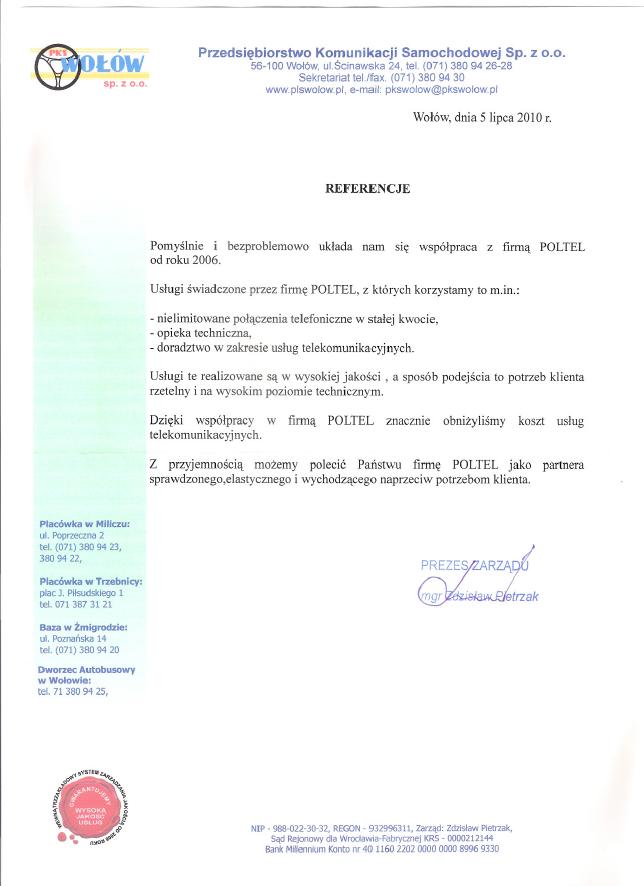 PKS
WOŁÓW
sp. z o.o.
Przedsiębiorstwo Komunikacji Samochodowej Sp. z o.o.
56-100 Wołów, ul.Ścinawska 24, tel. (071) 380 94 26-28
Sekretariat tel./fax. (071) 380 94 30
www.plswolow.pl, e-mail: pkswolow@pkswolow.pl
Wołów, dnia 5 lipca 2010 r.
REFERENCJE
Pomyślnie i bezproblemowo układa nam się współpraca z firmą POLTEL
od roku 2006.
Usługi świadczone przez firmę POLTEL, z których korzystamy to m.in.:
- nielimitowane połączenia telefoniczne w stałej kwocie,
- opieka techniczna,
- doradztwo w zakresie usług telekomunikacyjnych.
Usługi te realizowane są w wysokiej jakości , a sposób podejścia to potrzeb klienta
rzetelny i na wysokim poziomie technicznym.
Dzięki współpracy w firmą POLTEL znacznie obniżyliśmy koszt usług
telekomunikacyjnych.
Z przyjemnością możemy polecić Państwu firmę POLTEL jako partnera
sprawdzonego,elastycznego i wychodzącego naprzeciw potrzebom klienta.
PREZES ZARZĄDU
mgr Zdzisław Pietrzak
Placówka w Miliczu:
ul. Poprzeczna 2
tel. (071) 380 94 23,
380 94 22,
Placówka w Trzebnicy:
plac J. Piłsudskiego 1
tel. 071 387 31 21
Baza w Żmigrodzie:
ul. Poznańska 14
tel. (071) 380 94 20
Dworzec Autobusowy
w Wołowie:
tel. 71 380 94 25,
WEWNĄTRZZAKŁADOWY SYSTEM ZARZĄDZANIA JAKOŚCIĄ OD ROKU
GWARANTUJEMY
WYSOKĄ
JAKOŚĆ
USŁUG
NIP - 988-022-30-32, REGON - 932996311, Zarząd: Zdzisław Pietrzak,
Sąd Rejonowy dla Wrocławia-Fabrycznej KRS - 0000212144
Bank Millennium Konto nr 40 1160 2202 0000 0000 8996 9330